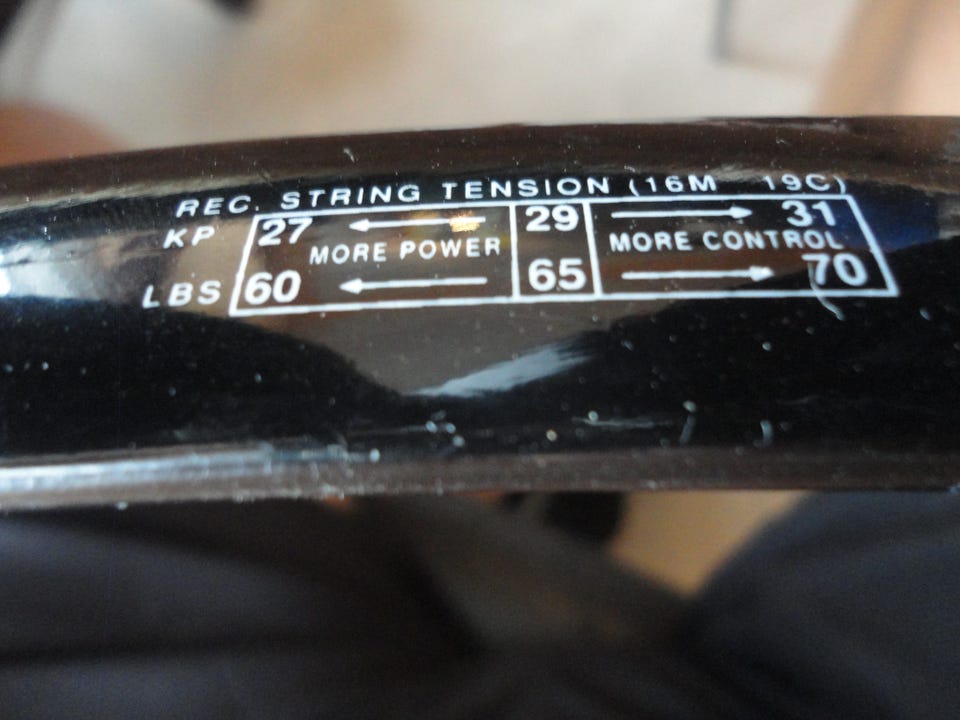 REC. STRING TENSION (16M 19C)
KP 27 29 31
MORE POWER MORE CONTROL
LBS 60 65 70